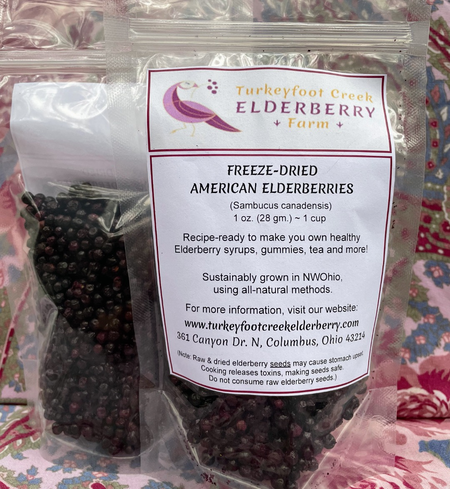 Turkeyfoot Creek
ELDERBERRY
Farm
FREEZE-DRIED
AMERICAN ELDERBERRIES
(Sambucus canadensis)
1 oz. (28 gm.) ~ 1 cup
Recipe-ready to make you own healthy
Elderberry syrups, gummies, tea and more!
Sustainably grown in NWOhio,
using all-natural methods.
For more information, visit our website:
www.turkeyfootcreekelderberry.com
361 Canyon Dr. N, Columbus, Ohio 43214
(Note: Raw & dried elderberry seeds may cause stomach upset.
Cooking releases toxins, making seeds safe.
Do not consume raw elderberry seeds.)